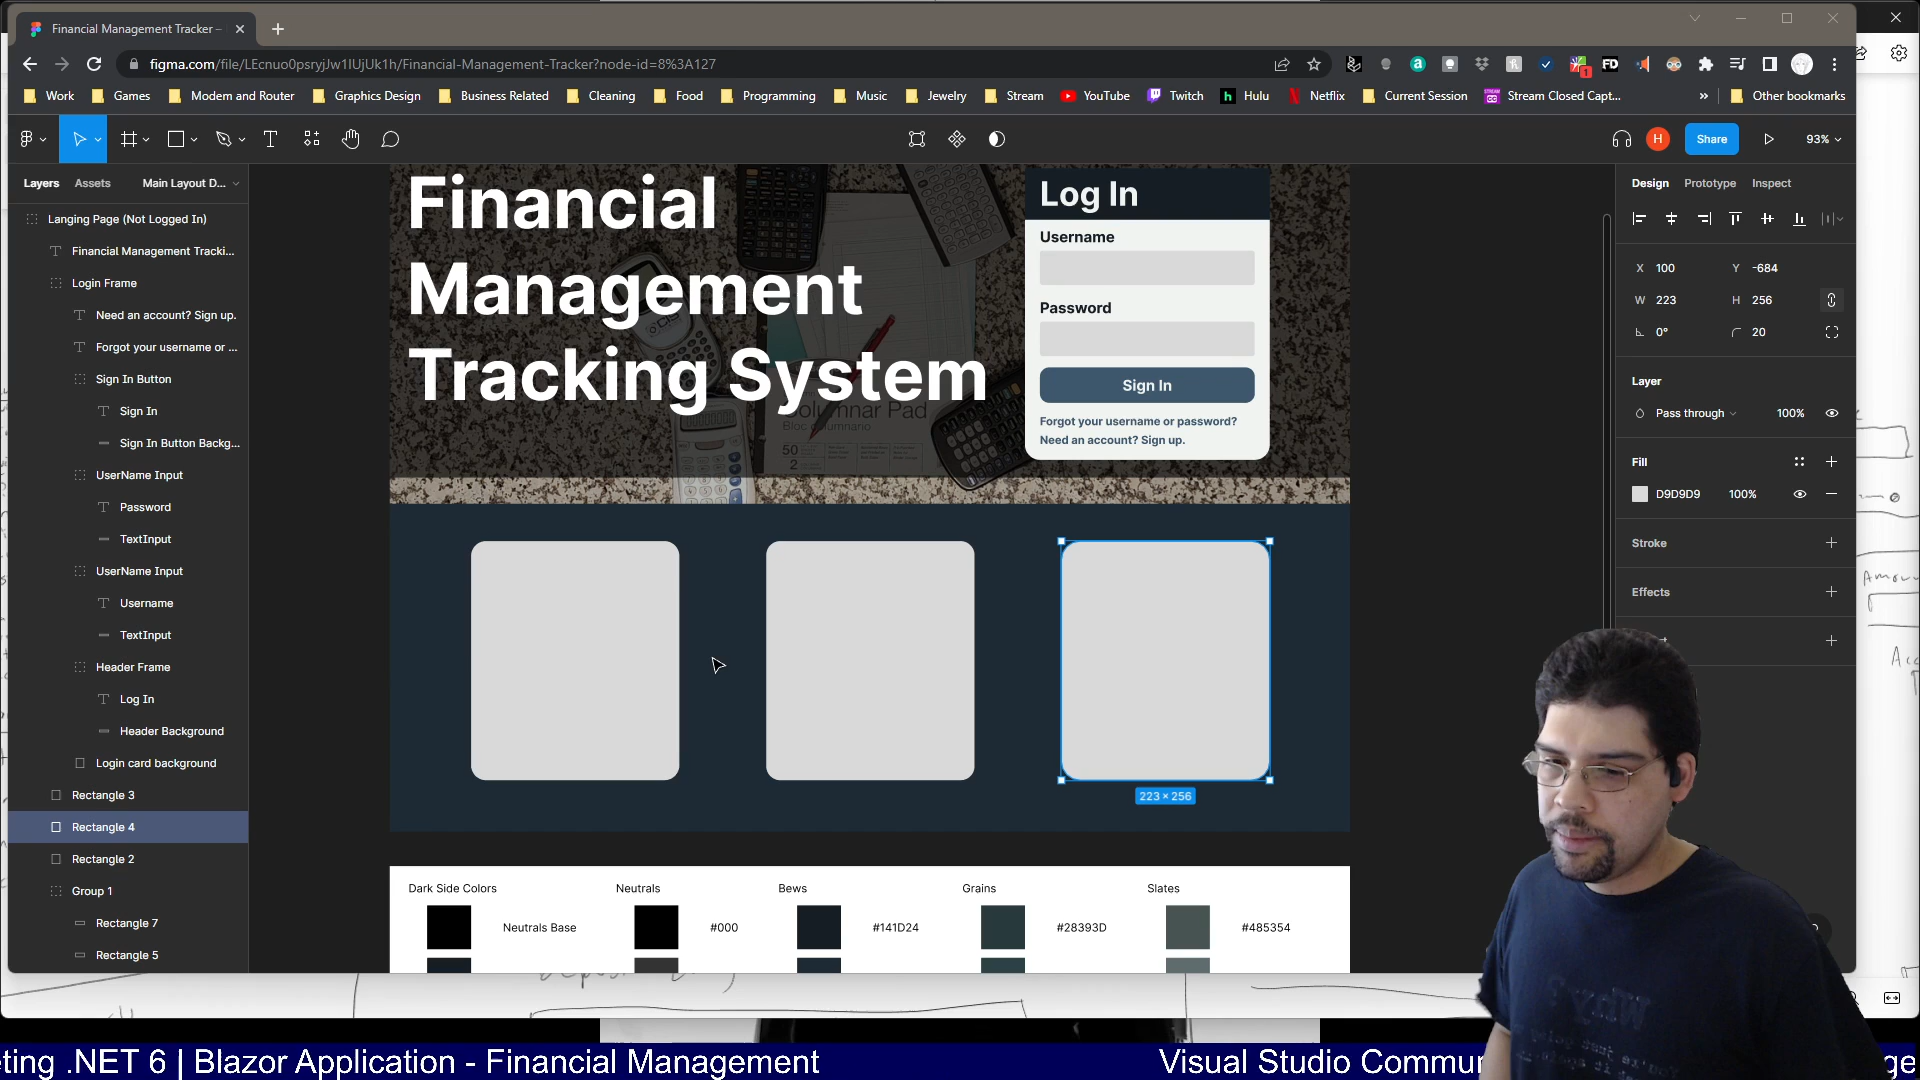 Financial Management Tracker –
figma.com/file/LEcnuo0psryjJw1IUjUk1h/Financial-Management-Tracker?node-id=8%3A127
Work
Games
Modem and Router
Graphics Design
Business Related
Cleaning
Food
Programming
Music
Jewelry
Stream
YouTube
Twitch
Hulu
Netflix
Current Session
Stream Closed Capt...
»
Other bookmarks
H
Share
93%
Layers
Assets
Main Layout D...
Langing Page (Not Logged In)
Financial Management Tracki...
Login Frame
Need an account? Sign up.
Forgot your username or ...
Sign In Button
Sign In
Sign In Button Backg...
UserName Input
Password
TextInput
UserName Input
Username
TextInput
Header Frame
Log In
Header Background
Login card background
Rectangle 3
Rectangle 4
Rectangle 2
Group 1
Rectangle 7
Rectangle 5
Financial
Management
Tracking System
Columnar Pad
Bloc columnario
50
2
Log In
Username
Password
Sign In
Forgot your username or password?
Need an account? Sign up.
223 × 256
Dark Side Colors
Neutrals
Bews
Grains
Slates
Neutrals Base
#000
#141D24
#28393D
#485354
Design
Prototype
Inspect
X 100
Y -684
W 223
H 256
0°
20
Layer
Pass through
100%
Fill
D9D9D9
100%
Stroke
Effects
eting .NET 6 | Blazor Application - Financial Management
Visual Studio Commu